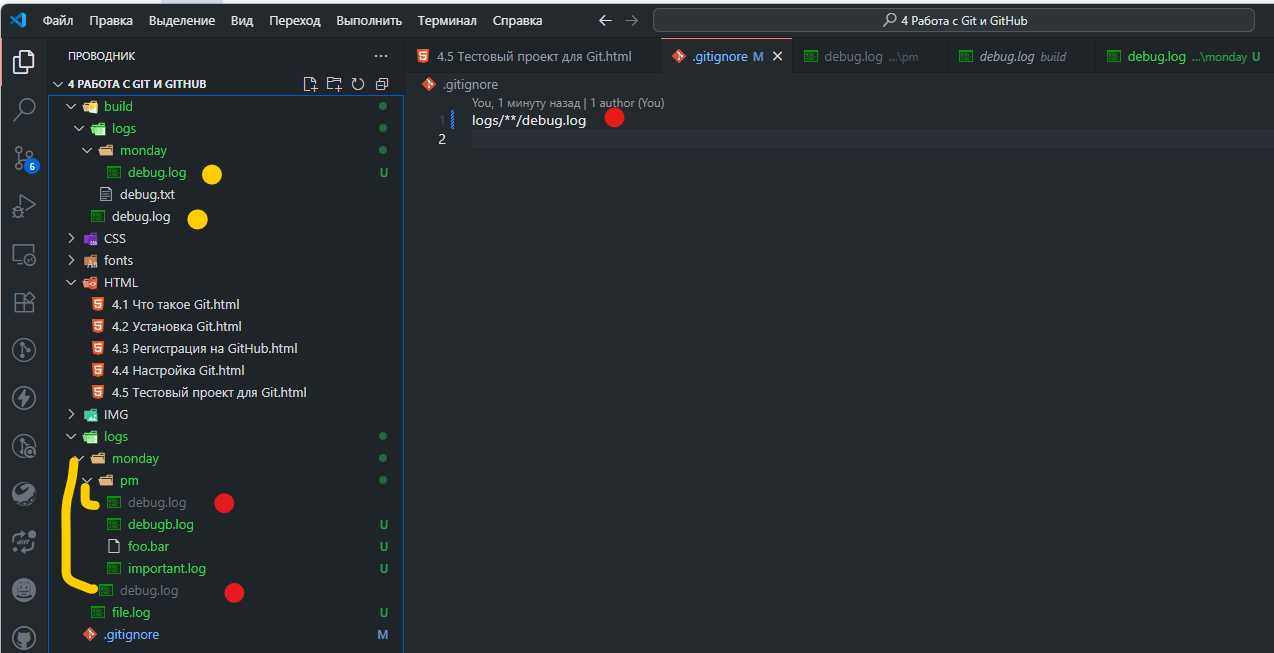 Файл Правка Выделение Вид Переход Выполнить Терминал Справка 4 Работа с Git и GitHub
ПРОВОДНИК
4.5 Тестовый проект для Git.html .gitignore M debug.log ...\pm debug.log build debug.log ...\monday U
4 РАБОТА С GIT И GITHUB
.gitignore
You, 1 минуту назад | 1 author (You)
1 logs/**/debug.log
2
build
logs
monday
debug.log U
debug.txt
debug.log
CSS
fonts
HTML
4.1 Что такое Git.html
4.2 Установка Git.html
4.3 Регистрация на GitHub.html
4.4 Настройка Git.html
4.5 Тестовый проект для Git.html
IMG
logs
monday
pm
debug.log
debugb.log U
foo.bar U
important.log U
debug.log
file.log U
.gitignore M
6
diff